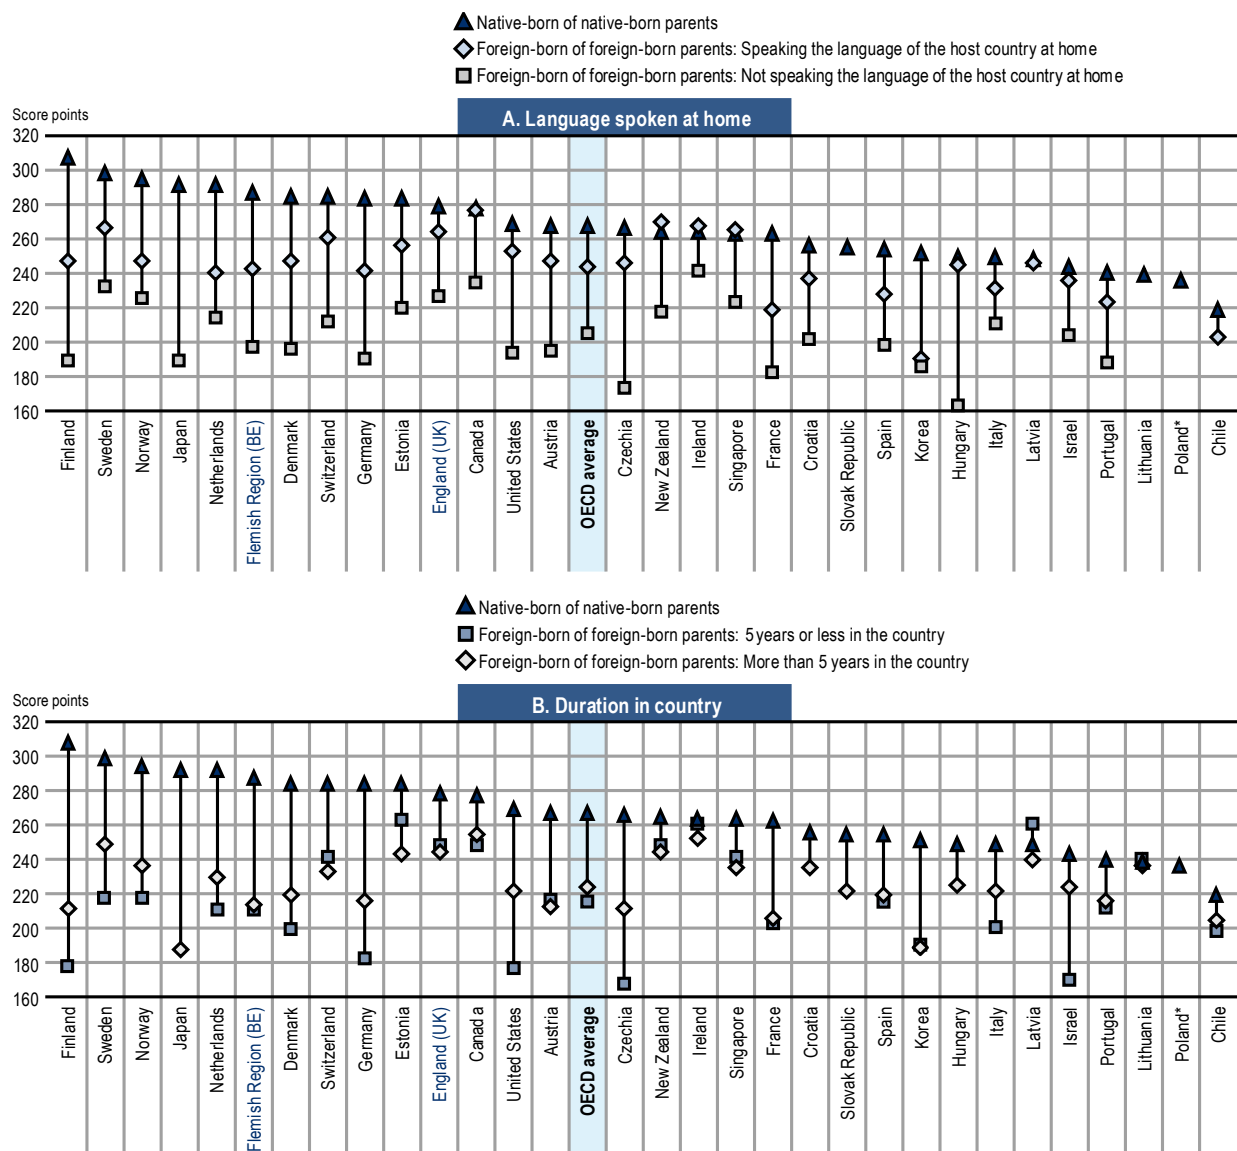 Native-born of native-born parents
Foreign-born of foreign-born parents: Speaking the language of the host country at home
Foreign-born of foreign-born parents: Not speaking the language of the host country at home
Score points
A. Language spoken at home
320
300
280
260
240
220
200
180
160
Finland
Sweden
Norway
Japan
Netherlands
Flemish Region (BE)
Denmark
Switzerland
Germany
Estonia
England (UK)
Canada
United States
Austria
OECD average
Czechia
New Zealand
Ireland
Singapore
France
Croatia
Slovak Republic
Spain
Korea
Hungary
Italy
Latvia
Israel
Portugal
Lithuania
Poland*
Chile
Native-born of native-born parents
Foreign-born of foreign-born parents: 5 years or less in the country
Foreign-born of foreign-born parents: More than 5 years in the country
Score points
B. Duration in country
320
300
280
260
240
220
200
180
160
Finland
Sweden
Norway
Japan
Netherlands
Flemish Region (BE)
Denmark
Switzerland
Germany
Estonia
England (UK)
Canada
United States
Austria
OECD average
Czechia
New Zealand
Ireland
Singapore
France
Croatia
Slovak Republic
Spain
Korea
Hungary
Italy
Latvia
Israel
Portugal
Lithuania
Poland*
Chile